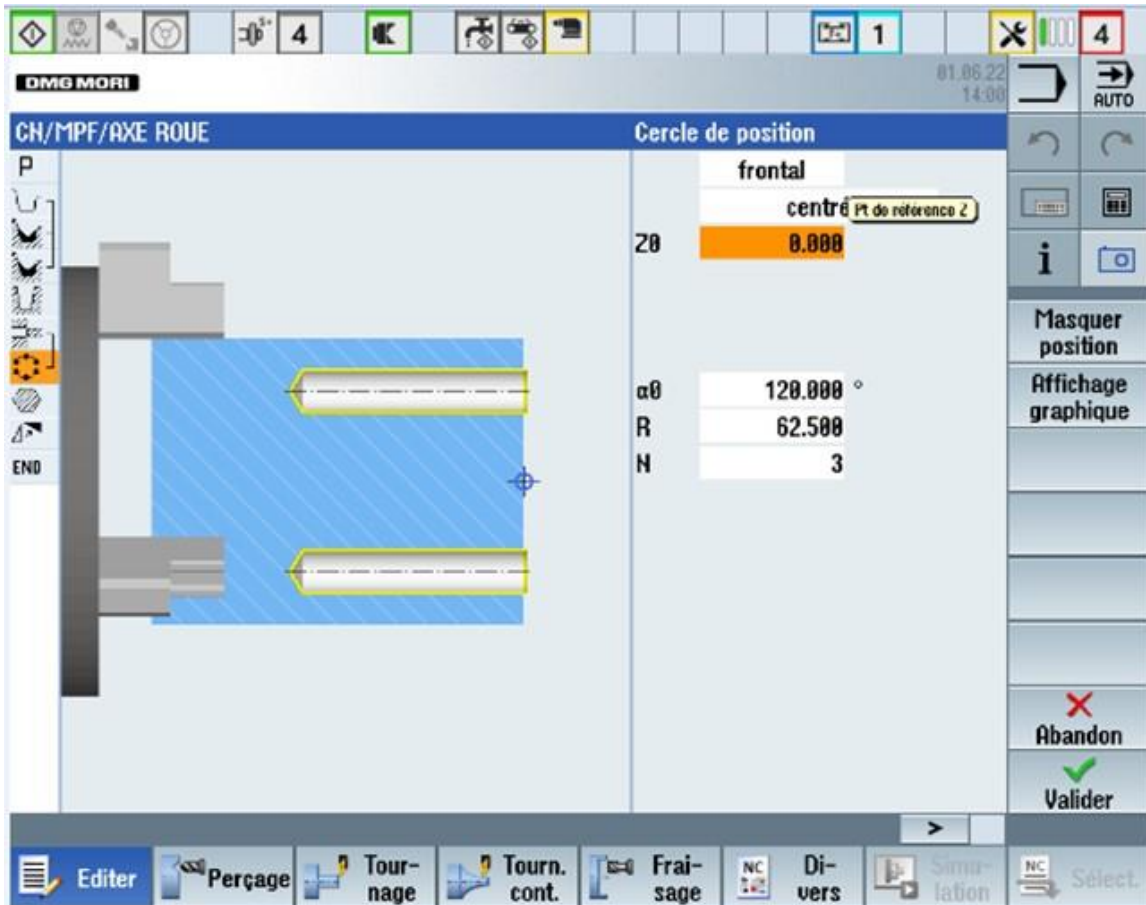 4
1
4
DMG MORI
01.06.22
14:00
AUTO
CN/MPF/AXE ROUE
Cercle de position
P
frontal
centré
Pt de référence Z
Z0 0.000
i
Masquer
position
α0 120.000 °
Affichage
graphique
R 62.500
N 3
END
Abandon
Valider
>
Editer
Perçage
Tour-
nage
Tourn.
cont.
Frai-
sage
NC
Di-
vers
Simu-
lation
NC
Sélect.